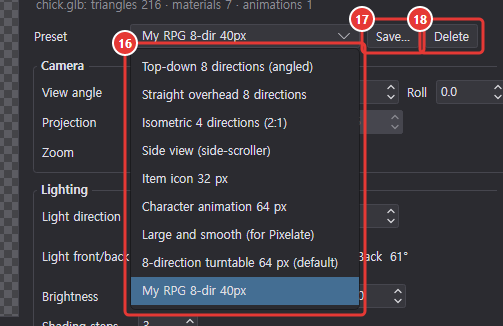 chick.glb: triangles 216 • materials 7 • animations 1
17
18
Preset
My RPG 8-dir 40px
Save...
Delete
16
Camera
Top-down 8 directions (angled)
View angle
Straight overhead 8 directions
Roll
0.0
Projection
Isometric 4 directions (2:1)
Zoom
Side view (side-scroller)
Item icon 32 px
Lighting
Character animation 64 px
Light direction
Large and smooth (for Pixelate)
Light front/back
8-direction turntable 64 px (default)
Back 61°
Brightness
My RPG 8-dir 40px
Shading steps
3